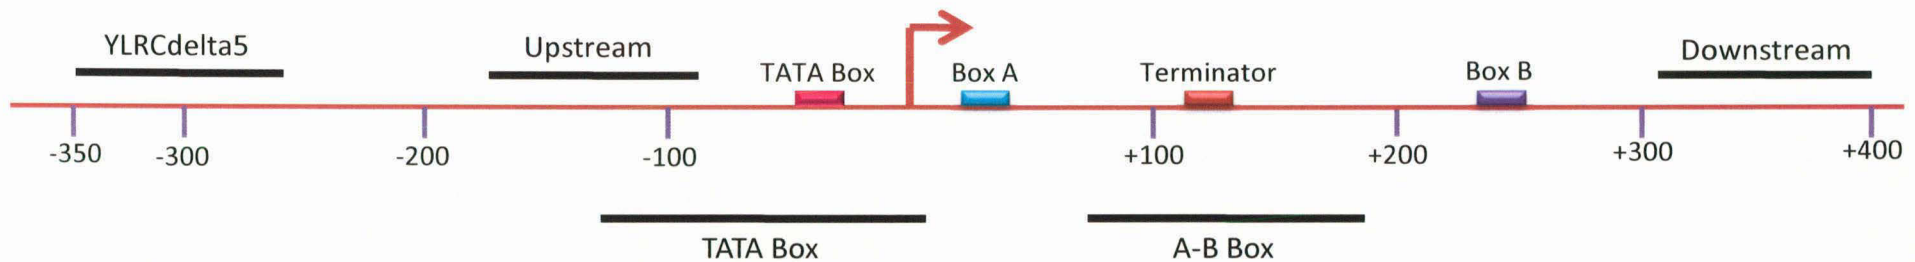 YLRCdelta5
Upstream
TATA Box
Box A
Terminator
Box B
Downstream
-350
-300
-200
-100
+100
+200
+300
+400
TATA Box
A-B Box